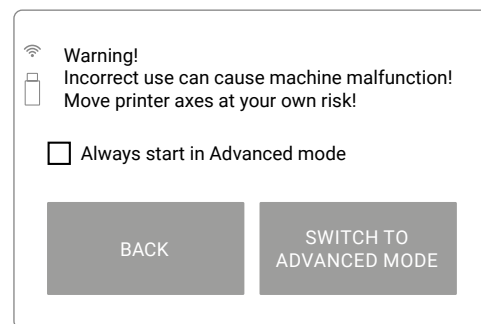 Warning!
Incorrect use can cause machine malfunction!
Move printer axes at your own risk!
Always start in Advanced mode
BACK
SWITCH TO
ADVANCED MODE